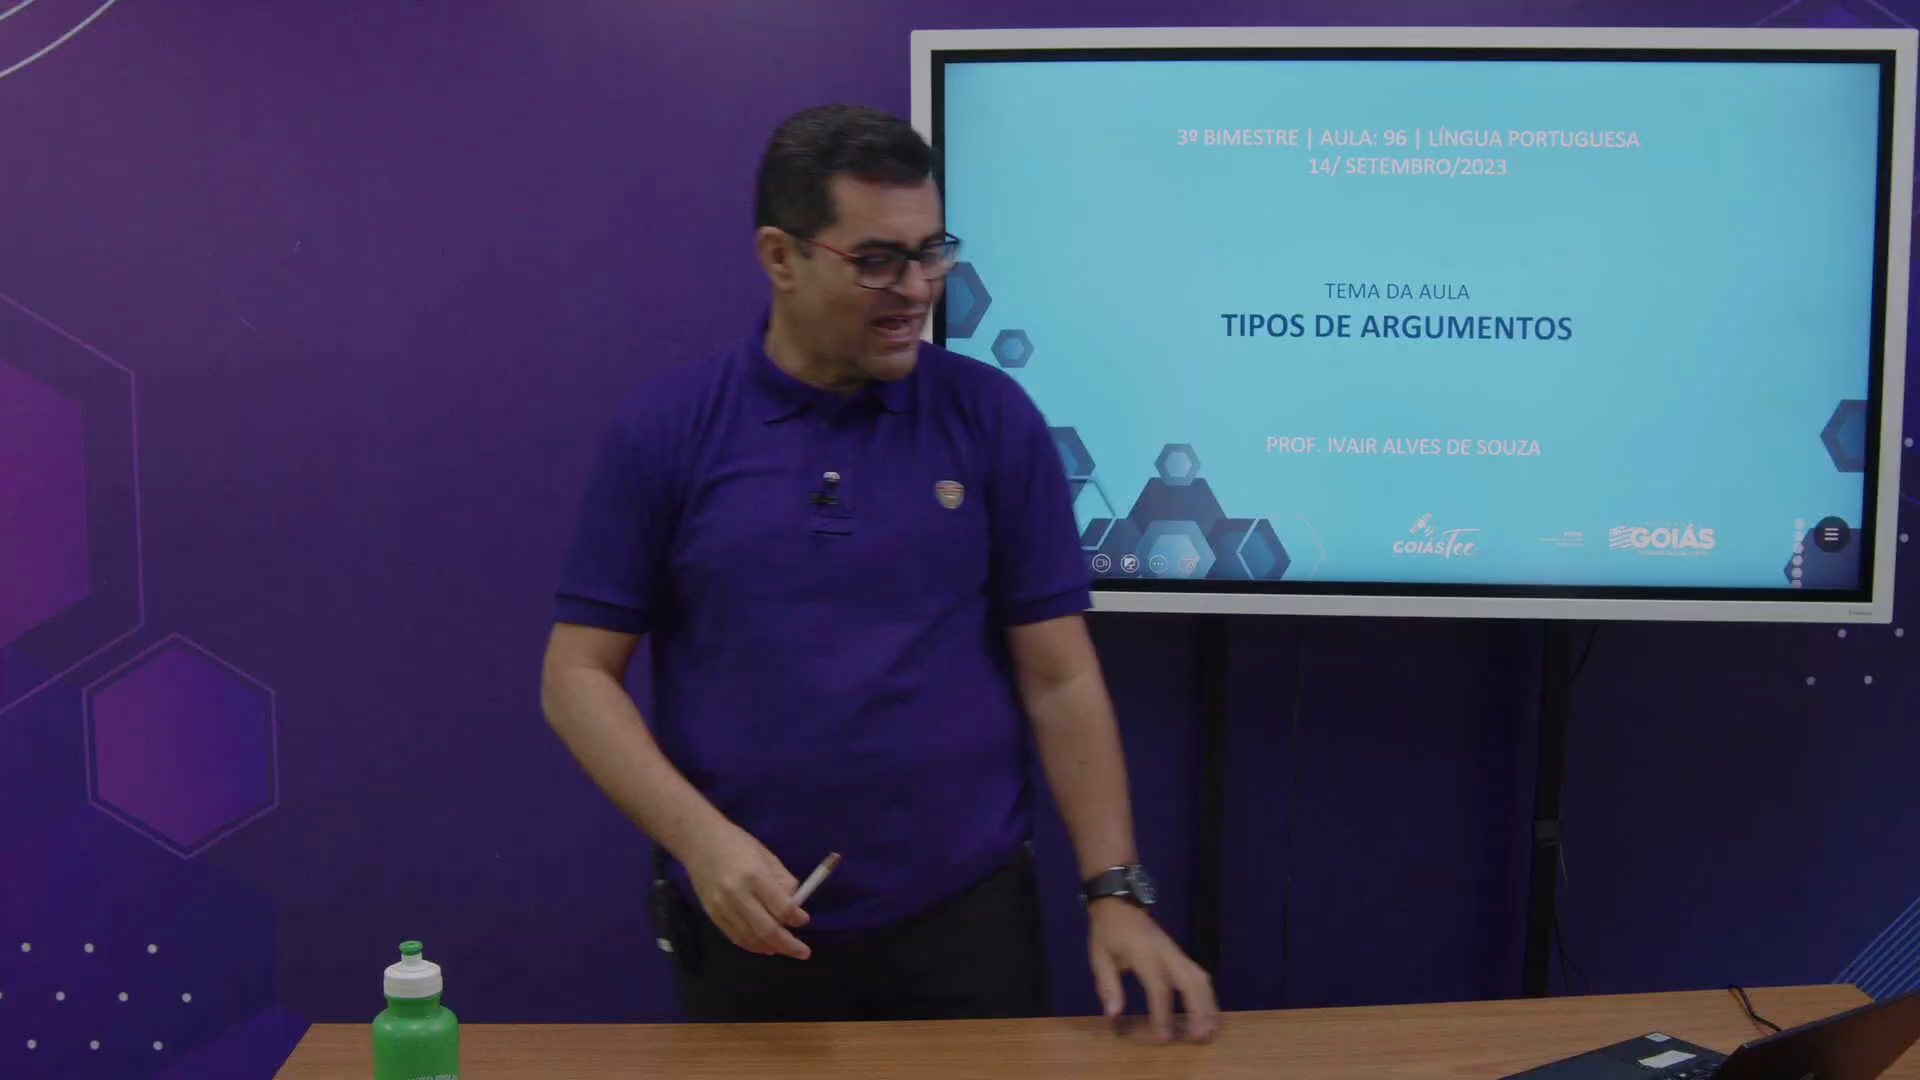 3º BIMESTRE | AULA: 96 | LÍNGUA PORTUGUESA
14/ SETEMBRO/2023
TEMA DA AULA
TIPOS DE ARGUMENTOS
PROF. IVAIR ALVES DE SOUZA
GOIÁSTec
GOIÁS